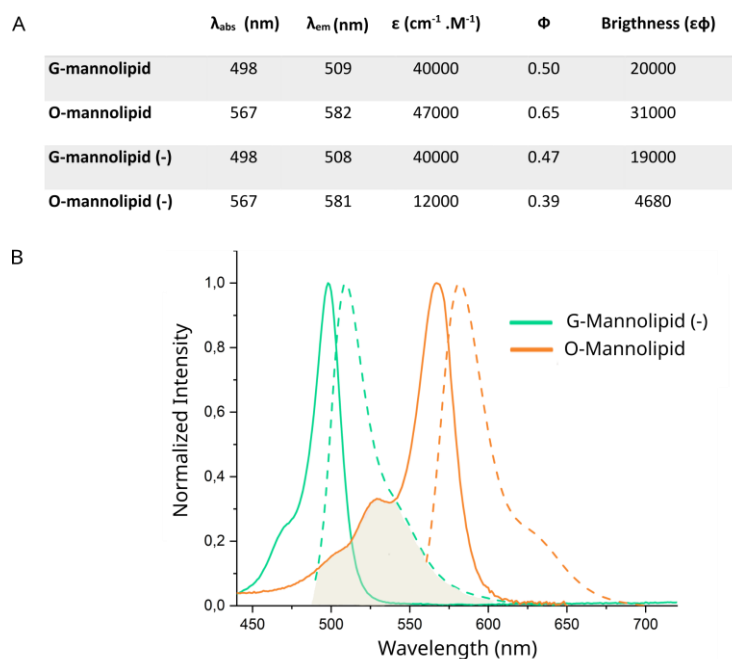 A
λabs (nm) λem (nm) ε (cm⁻¹ .M⁻¹) Φ Brigthness (εϕ)
G-mannolipid 498 509 40000 0.50 20000
O-mannolipid 567 582 47000 0.65 31000
G-mannolipid (-) 498 508 40000 0.47 19000
O-mannolipid (-) 567 581 12000 0.39 4680
B
1,0
0,8
0,6
0,4
0,2
0,0
Normalized Intensity
G-Mannolipid (-)
O-Mannolipid
450 500 550 600 650 700
Wavelength (nm)